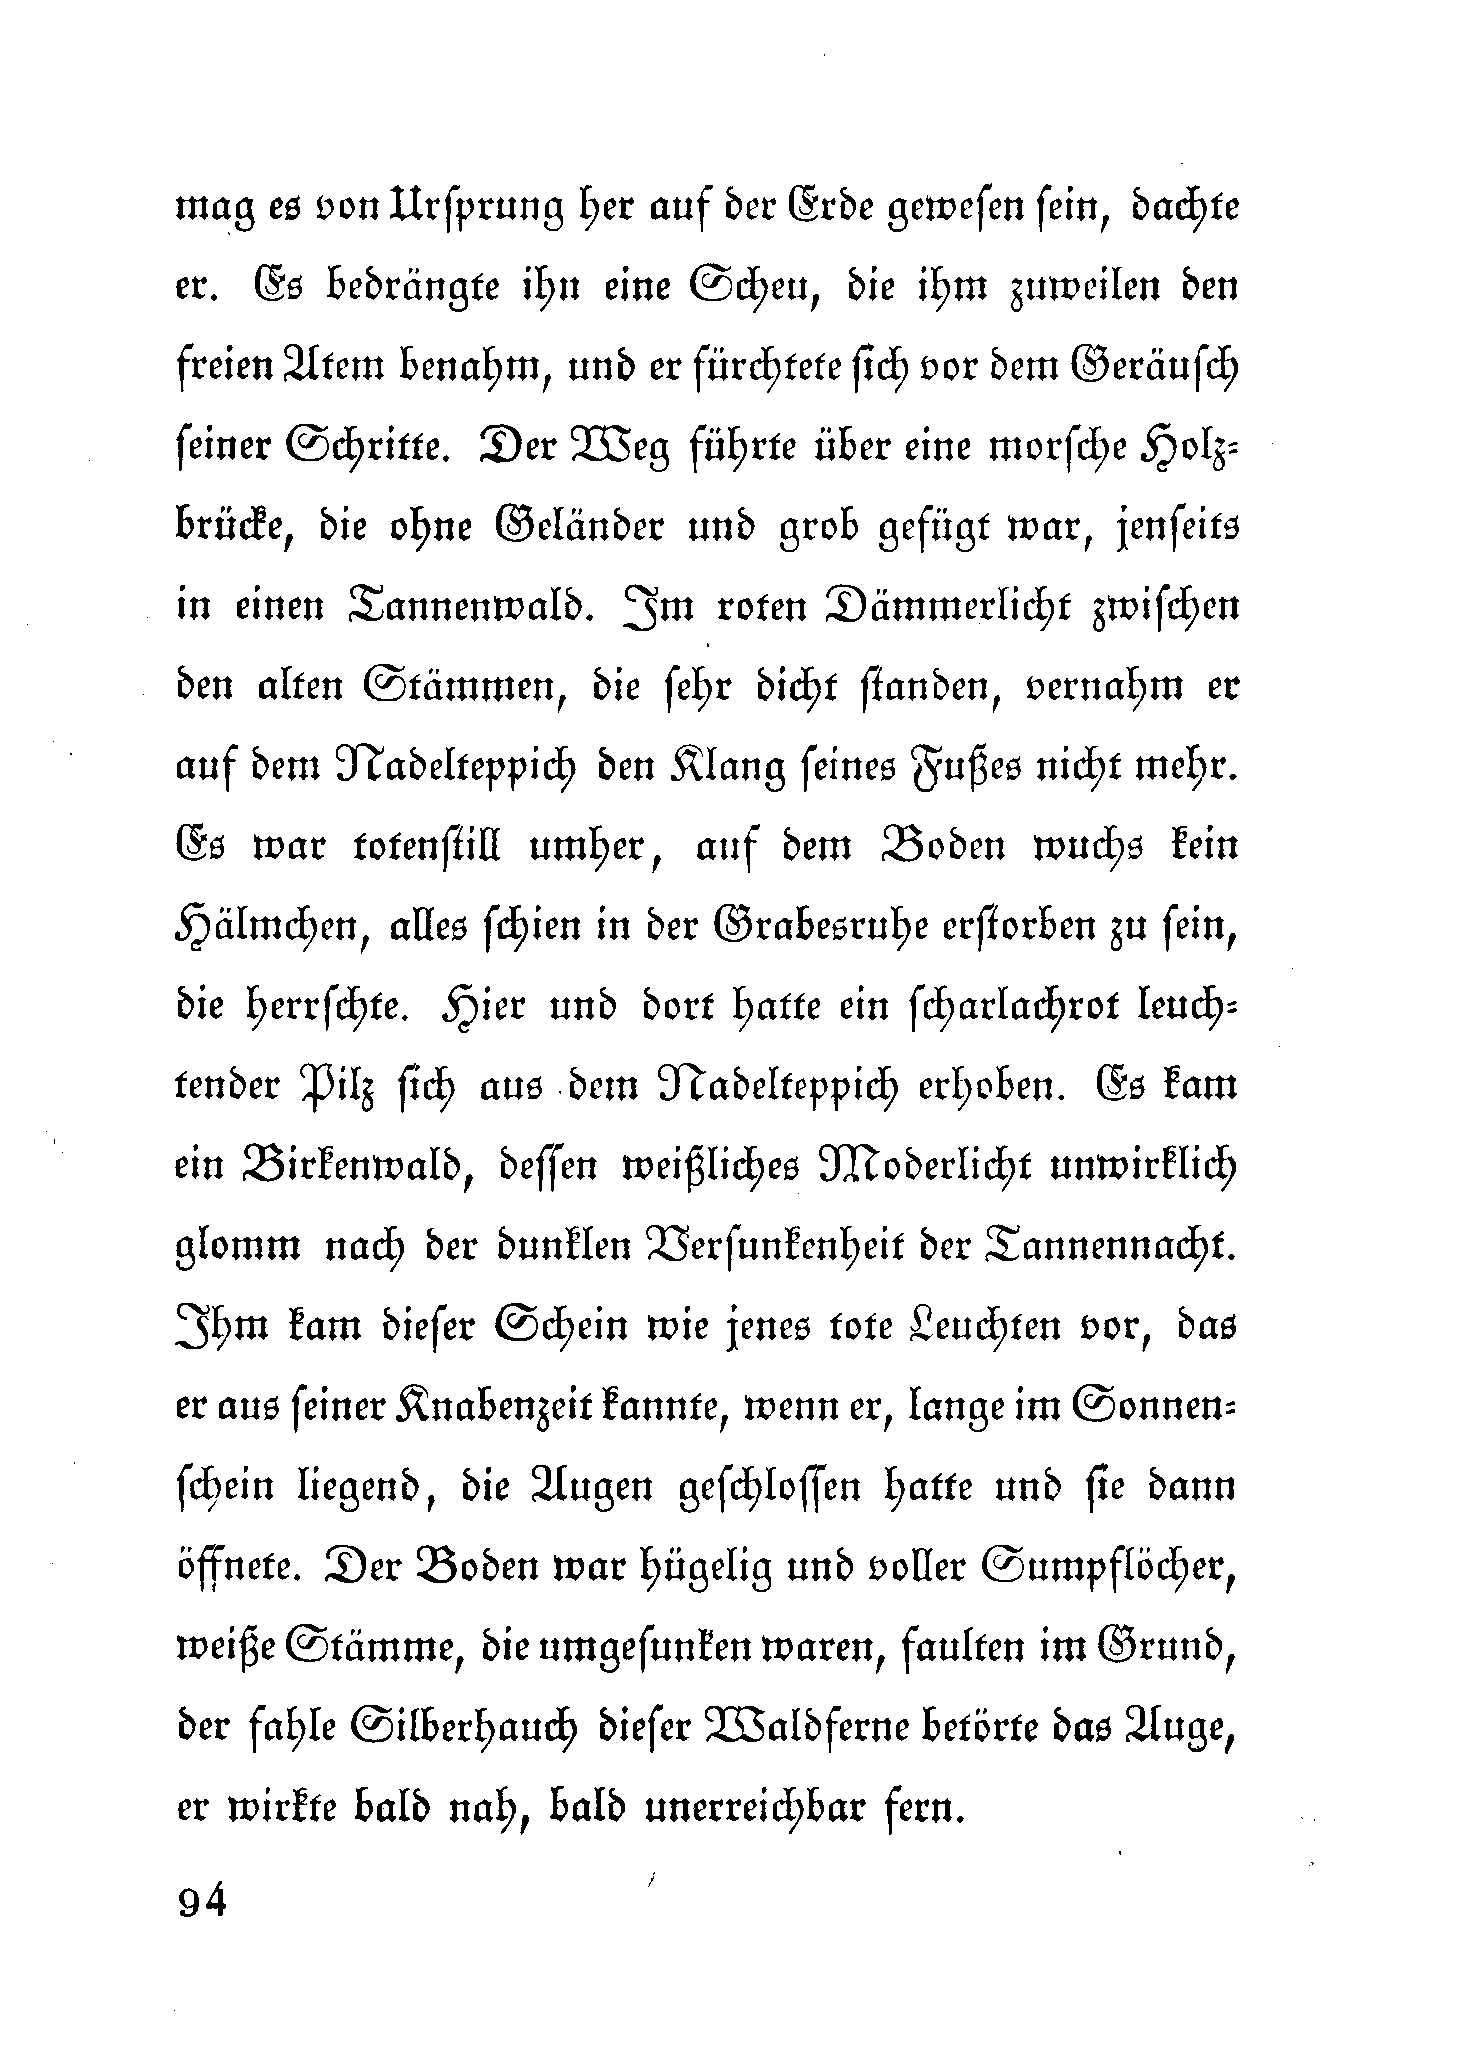 mag es von Urſprung her auf der Erde geweſen ſein, dachte
er. Es bedrängte ihn eine Scheu, die ihm zuweilen den
freien Atem benahm, und er fürchtete ſich vor dem Geräuſch
ſeiner Schritte. Der Weg führte über eine morſche Holz-
brücke, die ohne Geländer und grob gefügt war, jenſeits
in einen Tannenwald. Im roten Dämmerlicht zwiſchen
den alten Stämmen, die ſehr dicht ſtanden, vernahm er
auf dem Nadelteppich den Klang ſeines Fußes nicht mehr.
Es war totenſtill umher, auf dem Boden wuchs kein
Hälmchen, alles ſchien in der Grabesruhe erſtorben zu ſein,
die herrſchte. Hier und dort hatte ein ſcharlachrot leuch-
tender Pilz ſich aus dem Nadelteppich erhoben. Es kam
ein Birkenwald, deſſen weißliches Moderlicht unwirklich
glomm nach der dunklen Verſunkenheit der Tannennacht.
Ihm kam dieſer Schein wie jenes tote Leuchten vor, das
er aus ſeiner Knabenzeit kannte, wenn er, lange im Sonnen-
ſchein liegend, die Augen geſchloſſen hatte und ſie dann
öffnete. Der Boden war hügelig und voller Sumpflöcher,
weiße Stämme, die umgeſunken waren, faulten im Grund,
der fahle Silberhauch dieſer Waldferne betörte das Auge,
er wirkte bald nah, bald unerreichbar fern.
94